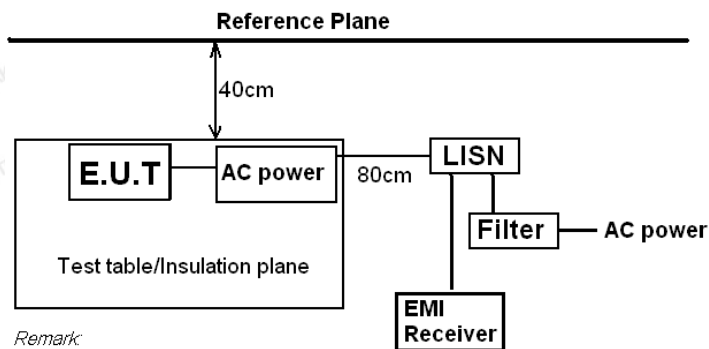 Reference Plane
40cm
E.U.T
AC power
80cm
LISN
Filter
AC power
Test table/Insulation plane
EMI
Receiver
Remark: